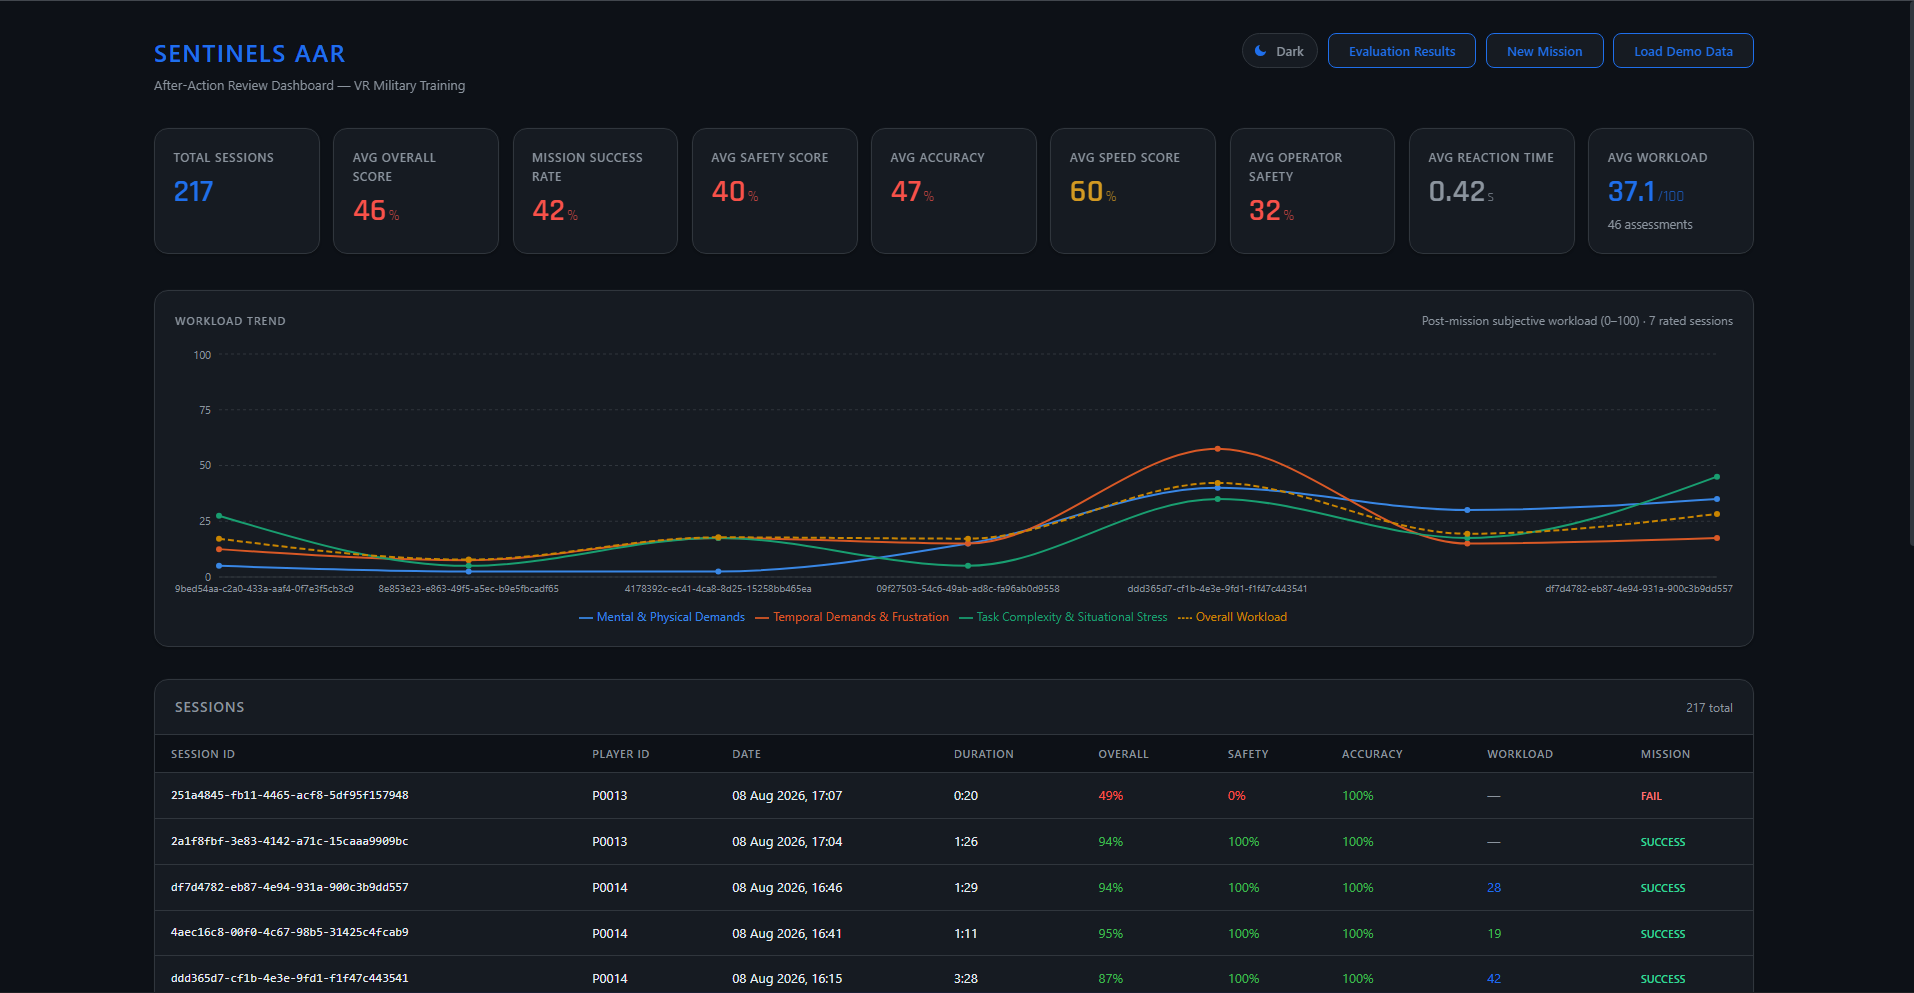 SENTINELS AAR
After-Action Review Dashboard — VR Military Training
Dark
Evaluation Results
New Mission
Load Demo Data
TOTAL SESSIONS
217
AVG OVERALL
SCORE
46%
MISSION SUCCESS
RATE
42%
AVG SAFETY SCORE
40%
AVG ACCURACY
47%
AVG SPEED SCORE
60%
AVG OPERATOR
SAFETY
32%
AVG REACTION TIME
0.42s
AVG WORKLOAD
37.1/100
46 assessments
WORKLOAD TREND
Post-mission subjective workload (0–100) · 7 rated sessions
100
75
50
25
0
9bed54aa-c2a0-433a-aaf4-0f7e3f5cb3c9 8e853e23-e863-49f5-a5ec-b9e5fbcadf65 4178392c-ec41-4ca8-8d25-15258bb465ea 09f27503-54c6-49ab-ad8c-fa96ab0d9558 ddd365d7-cf1b-4e3e-9fd1-f1f47c443541 df7d4782-eb87-4e94-931a-900c3b9dd557
Mental & Physical Demands Temporal Demands & Frustration Task Complexity & Situational Stress Overall Workload
SESSIONS
217 total
SESSION ID PLAYER ID DATE DURATION OVERALL SAFETY ACCURACY WORKLOAD MISSION
251a4845-fb11-4465-acf8-5df95f157948 P0013 08 Aug 2026, 17:07 0:20 49% 0% 100% — FAIL
2a1f8fbf-3e83-4142-a71c-15caaa9909bc P0013 08 Aug 2026, 17:04 1:26 94% 100% 100% — SUCCESS
df7d4782-eb87-4e94-931a-900c3b9dd557 P0014 08 Aug 2026, 16:46 1:29 94% 100% 100% 28 SUCCESS
4aec16c8-00f0-4c67-98b5-31425c4fcab9 P0014 08 Aug 2026, 16:41 1:11 95% 100% 100% 19 SUCCESS
ddd365d7-cf1b-4e3e-9fd1-f1f47c443541 P0014 08 Aug 2026, 16:15 3:28 87% 100% 100% 42 SUCCESS